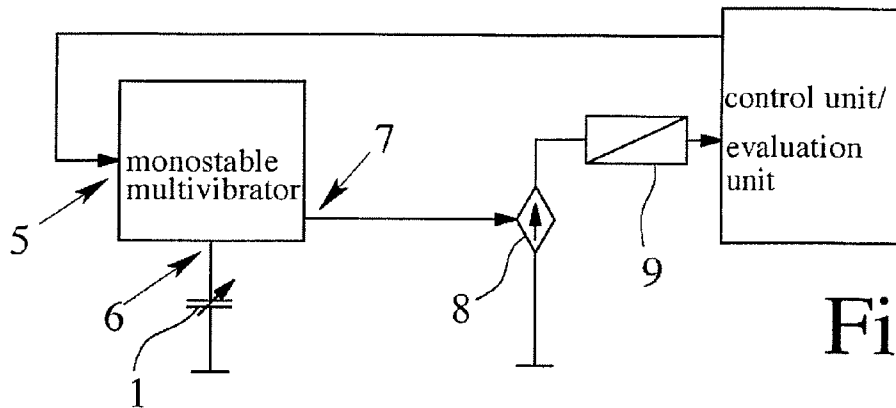 control unit/
evaluation
unit
monostable
multivibrator
7
5
9
8
6
1
Fi